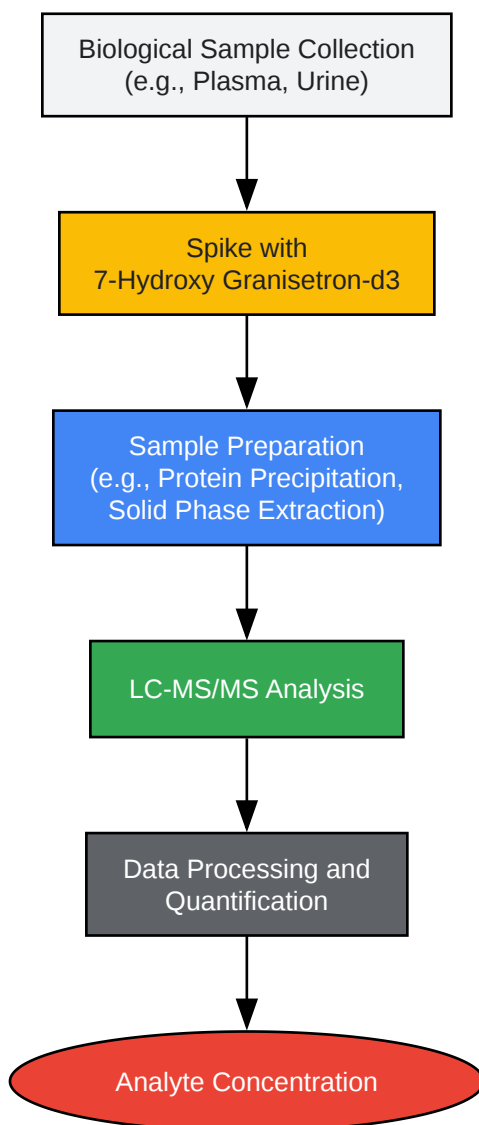 Biological Sample Collection
(e.g., Plasma, Urine)
Spike with
7-Hydroxy Granisetron-d3
Sample Preparation
(e.g., Protein Precipitation,
Solid Phase Extraction)
LC-MS/MS Analysis
Data Processing and
Quantification
Analyte Concentration